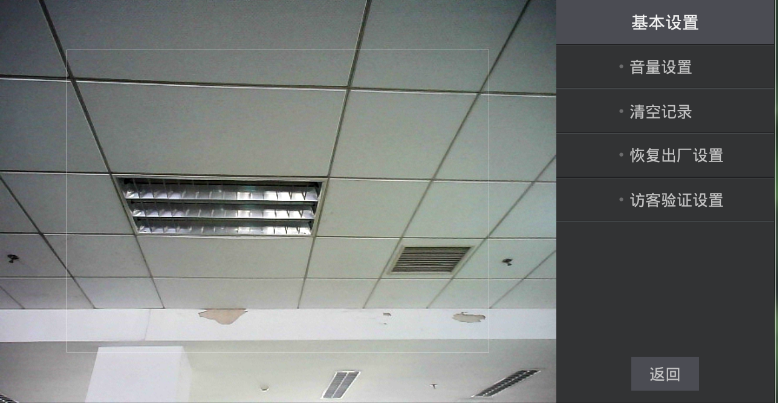 基本设置
• 音量设置
• 清空记录
• 恢复出厂设置
• 访客验证设置
返回